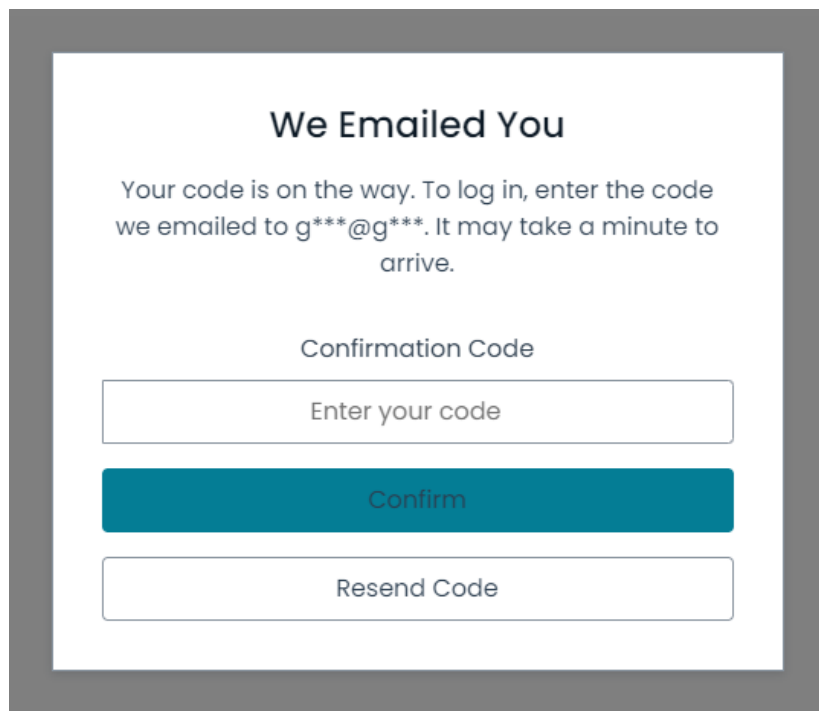 We Emailed You
Your code is on the way. To log in, enter the code
we emailed to g***@g***. It may take a minute to
arrive.
Confirmation Code
Enter your code
Confirm
Resend Code